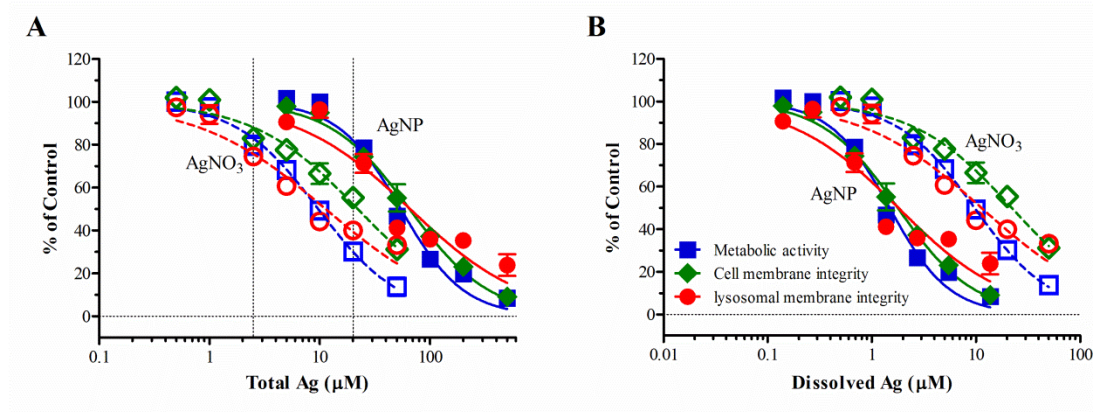 A
120
100
80
60
40
20
0
% of Control
AgNP
AgNO3
0.1
1
10
100
Total Ag (µM)
B
120
100
80
60
40
20
0
% of Control
AgNO3
AgNP
Metabolic activity
Cell membrane integrity
lysosomal membrane integrity
0.01
0.1
1
10
100
Dissolved Ag (µM)